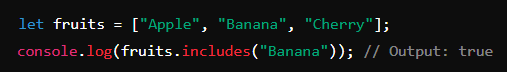 let fruits = ["Apple", "Banana", "Cherry"];
console.log(fruits.includes("Banana")); // Output: true